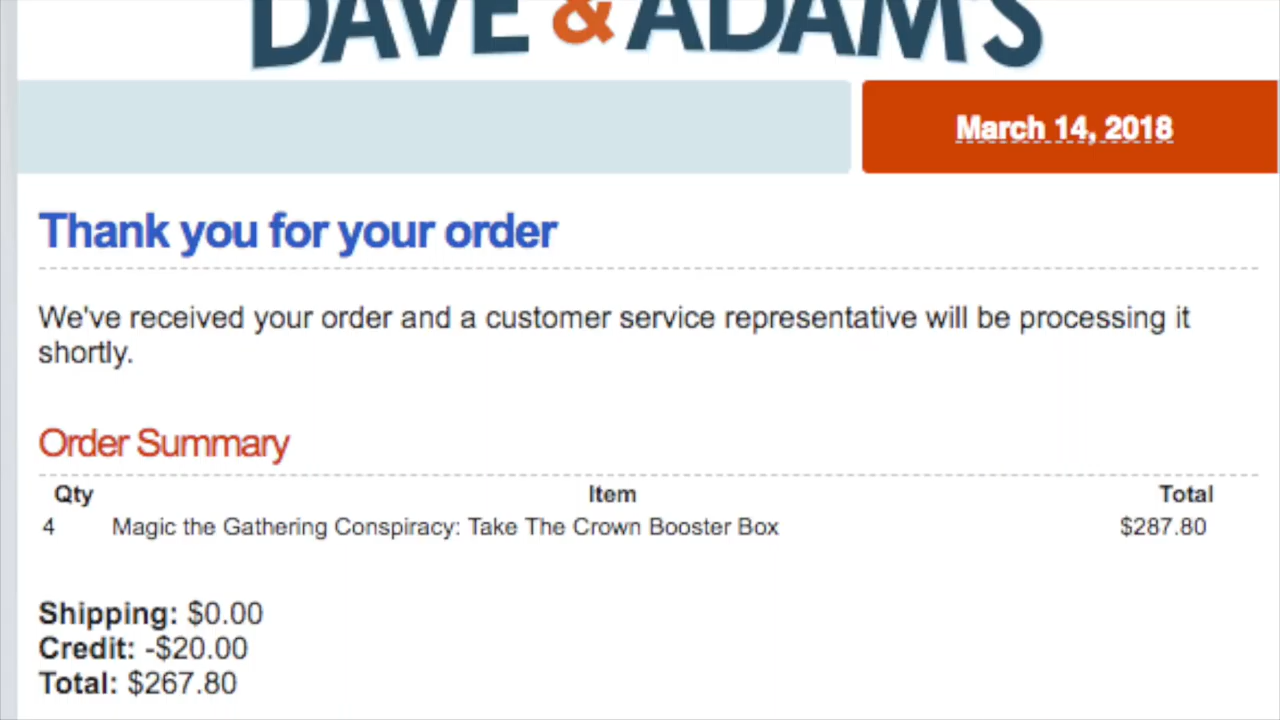 DAVE & ADAM'S
March 14, 2018
Thank you for your order
We've received your order and a customer service representative will be processing it
shortly.
Order Summary
Qty Item Total
4 Magic the Gathering Conspiracy: Take The Crown Booster Box $287.80
Shipping: $0.00
Credit: -$20.00
Total: $267.80